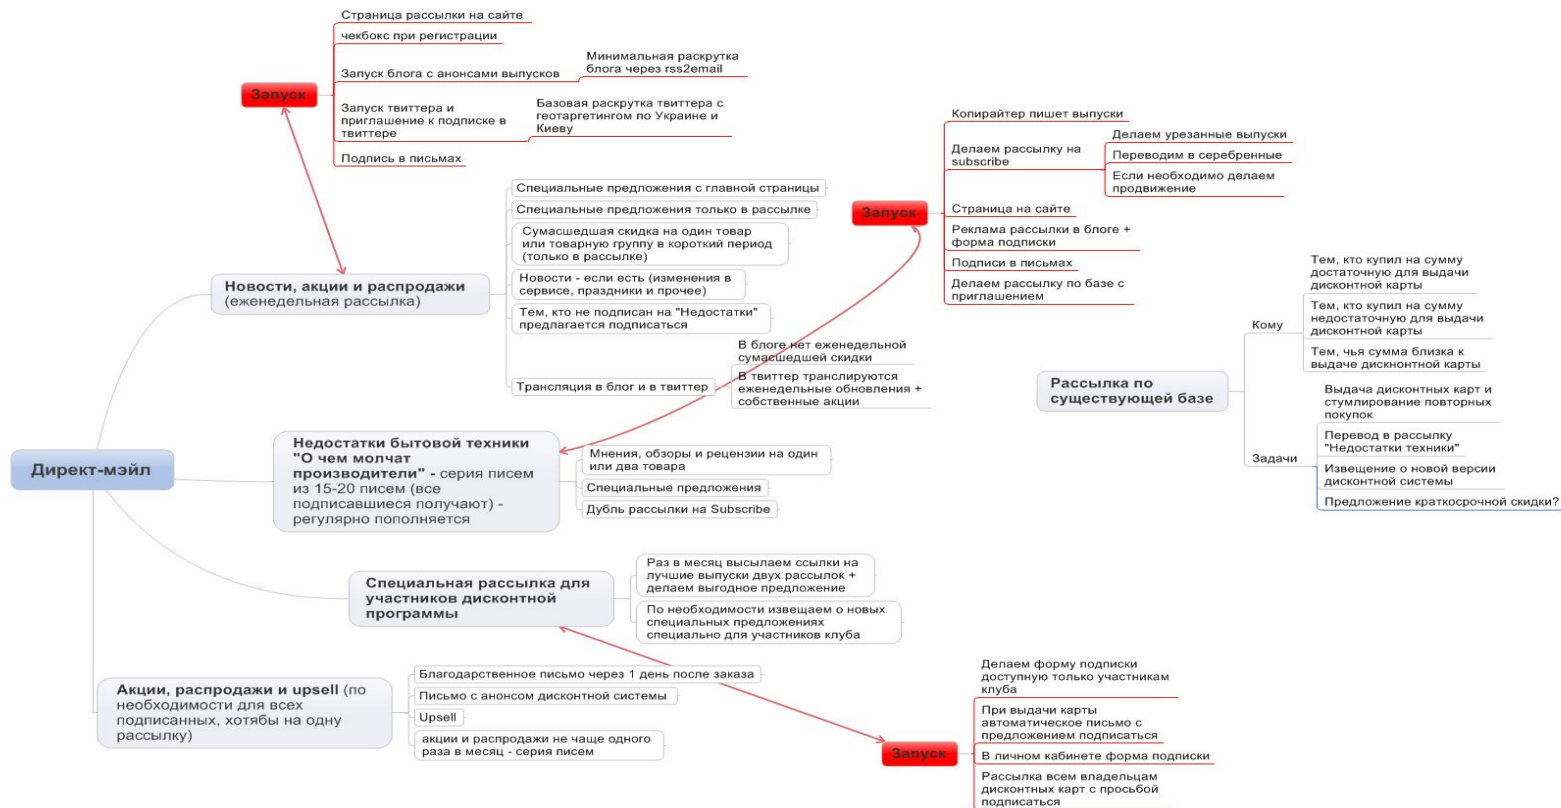 Страница рассылки на сайте
чекбокс при регистрации
Запуск блога с анонсами выпусков
Минимальная раскрутка
блога через rss2email
Запуск
Запуск твиттера и
приглашение к подписке в
твиттере
Базовая раскрутка твиттера с
геотаргетингом по Украине и
Киеву
Подпись в письмах
Новости, акции и распродажи
(еженедельная рассылка)
Специальные предложения с главной страницы
Специальные предложения только в рассылке
Сумасшедшая скидка на один товар
или товарную группу в короткий период
(только в рассылке)
Новости - если есть (изменения в
сервисе, праздники и прочее)
Тем, кто не подписан на "Недостатки"
предлагается подписаться
Трансляция в блог и в твиттер
В блоге нет еженедельной
сумасшедшей скидки
В твиттер транслируются
еженедельные обновления +
собственные акции
Запуск
Копирайтер пишет выпуски
Делаем рассылку на
subscribe
Делаем урезанные выпуски
Переводим в серебренные
Если необходимо делаем
продвижение
Страница на сайте
Реклама рассылки в блоге +
форма подписки
Подписи в письмах
Делаем рассылку по базе с
приглашением
Рассылка по
существующей базе
Кому
Тем, кто купил на сумму
достаточную для выдачи
дисконтной карты
Тем, кто купил на сумму
недостаточную для выдачи
дисконтной карты
Тем, чья сумма близка к
выдаче дискнонтной карты
Задачи
Выдача дисконтных карт и
стумлирование повторных
покупок
Перевод в рассылку
"Недостатки техники"
Извещение о новой версии
дисконтной системы
Предложение краткосрочной скидки?
Директ-мэйл
Недостатки бытовой техники
"О чем молчат
производители" - серия писем
из 15-20 писем (все
подписавшиеся получают) -
регулярно пополняется
Мнения, обзоры и рецензии на один
или два товара
Специальные предложения
Дубль рассылки на Subscribe
Специальная рассылка для
участников дисконтной
программы
Раз в месяц высылаем ссылки на
лучшие выпуски двух рассылок +
делаем выгодное предложение
По необходимости извещаем о новых
специальных предложениях
специально для участников клуба
Акции, распродажи и upsell (по
необходимости для всех
подписанных, хотябы на одну
рассылку)
Благодарственное письмо через 1 день после заказа
Письмо с анонсом дисконтной системы
Upsell
акции и распродажи не чаще одного
раза в месяц - серия писем
Запуск
Делаем форму подписки
доступную только участникам
клуба
При выдачи карты
автоматическое письмо с
предложением подписаться
В личном кабинете форма подписки
Рассылка всем владельцам
дисконтных карт с просьбой
подписаться